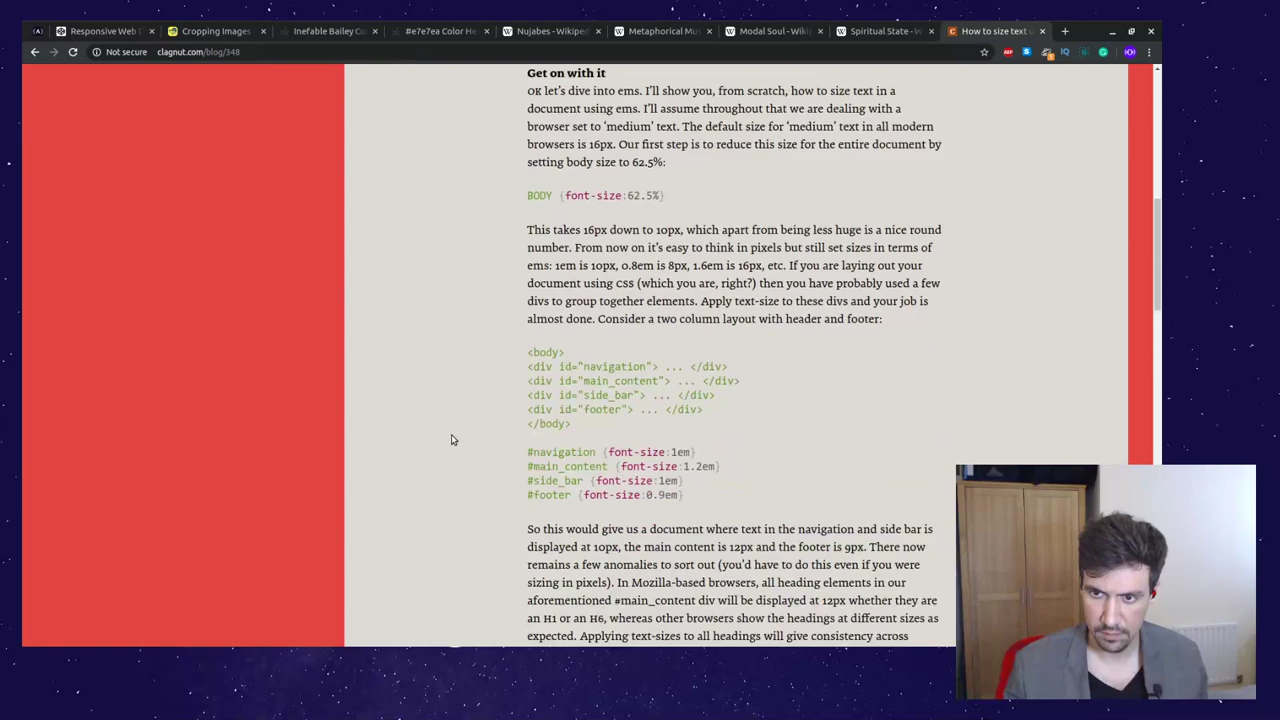 Responsive Web D
Cropping Images
Inefable Bailey Co
#e7e7ea Color He
Nujabes - Wikiped
Metaphorical Mus
Modal Soul - Wiki
Spiritual State - W
How to size text u
Not secure clagnut.com/blog/348
Get on with it
OK let's dive into ems. I'll show you, from scratch, how to size text in a
document using ems. I'll assume throughout that we are dealing with a
browser set to ‘medium’ text. The default size for ‘medium’ text in all modern
browsers is 16px. Our first step is to reduce this size for the entire document by
setting body size to 62.5%:
BODY {font-size:62.5%}
This takes 16px down to 10px, which apart from being less huge is a nice round
number. From now on it’s easy to think in pixels but still set sizes in terms of
ems: 1em is 10px, 0.8em is 8px, 1.6em is 16px, etc. If you are laying out your
document using CSS (which you are, right?) then you have probably used a few
divs to group together elements. Apply text-size to these divs and your job is
almost done. Consider a two column layout with header and footer:
<body>
<div id="navigation"> ... </div>
<div id="main_content"> ... </div>
<div id="side_bar"> ... </div>
<div id="footer"> ... </div>
</body>
#navigation {font-size:1em}
#main_content {font-size:1.2em}
#side_bar {font-size:1em}
#footer {font-size:0.9em}
So this would give us a document where text in the navigation and side bar is
displayed at 10px, the main content is 12px and the footer is 9px. There now
remains a few anomalies to sort out (you’d have to do this even if you were
sizing in pixels). In Mozilla-based browsers, all heading elements in our
aforementioned #main_content div will be displayed at 12px whether they are
an H1 or an H6, whereas other browsers show the headings at different sizes as
expected. Applying text-sizes to all headings will give consistency across